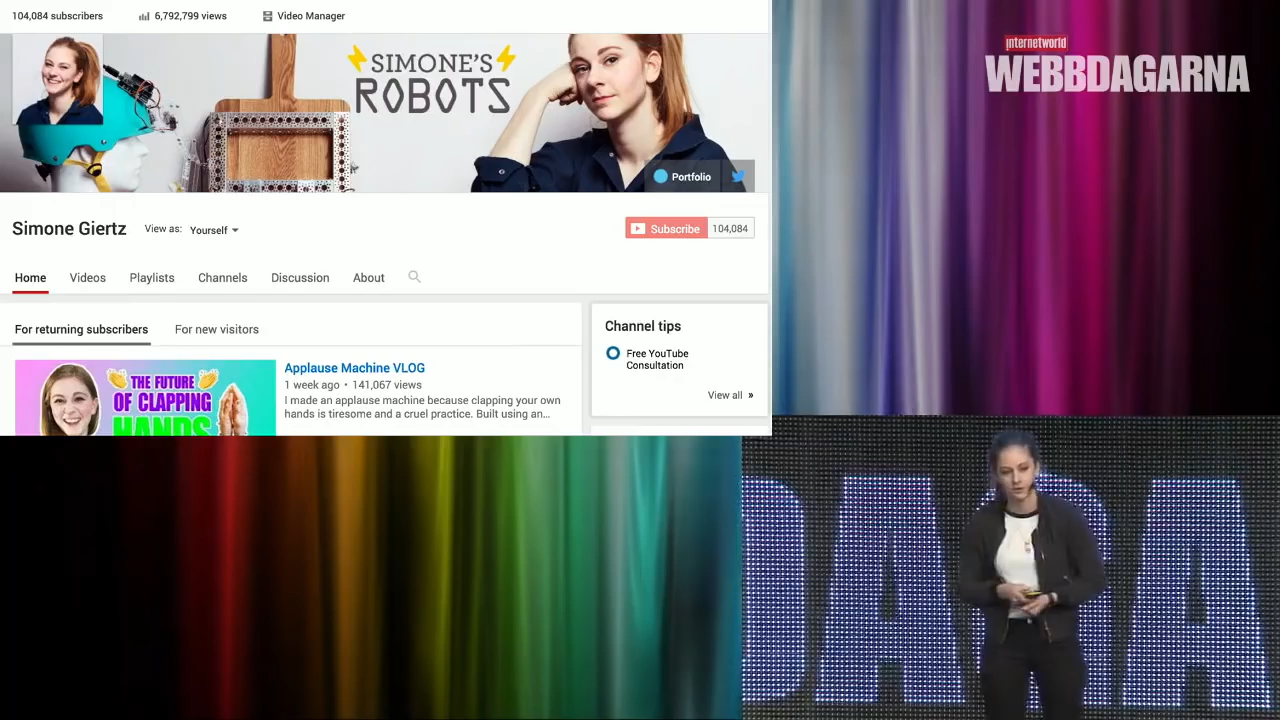 104,084 subscribers
6,792,799 views
Video Manager
SIMONE'S
ROBOTS
Portfolio
Simone Giertz
View as:
Yourself
Subscribe
104,084
Home
Videos
Playlists
Channels
Discussion
About
For returning subscribers
For new visitors
Applause Machine VLOG
1 week ago • 141,067 views
I made an applause machine because clapping your own
hands is tiresome and a cruel practice. Built using an...
THE FUTURE
OF CLAPPING
HANDS
Channel tips
Free YouTube
Consultation
View all »
internetworld
WEBBDAGARNA
DAGA